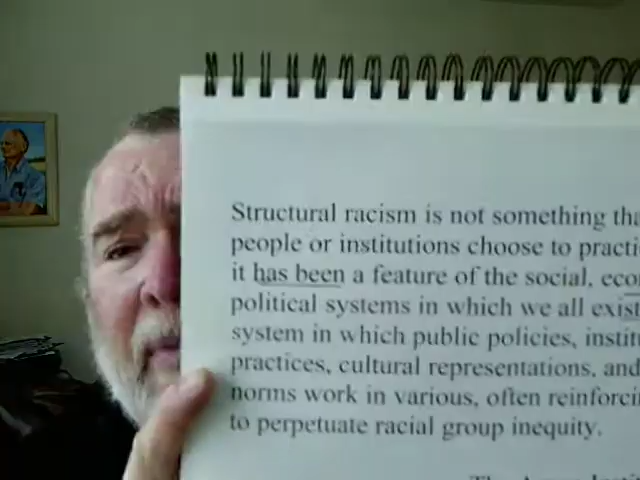 Structural racism is not something
people or institutions choose to
it has been a feature of the social,
political systems in which we all exist
system in which public policies,
practices, cultural representations, and
norms work in various, often
to perpetuate racial group inequity.